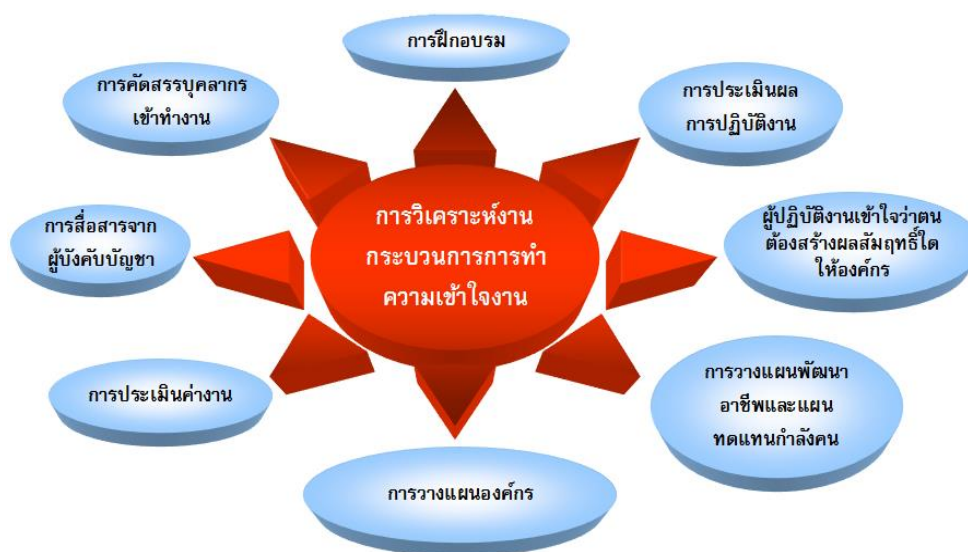 การฝึกอบรม
การคัดสรรบุคลากร
เข้าทำงาน
การประเมินผล
การปฏิบัติงาน
การสื่อสารจาก
ผู้บังคับบัญชา
การวิเคราะห์งาน
กระบวนการการทำ
ความเข้าใจงาน
ผู้ปฏิบัติงานเข้าใจว่าตน
ต้องสร้างผลสัมฤทธิ์ใด
ให้องค์กร
การประเมินค่างาน
การวางแผนพัฒนา
อาชีพและแผน
ทดแทนกำลังคน
การวางแผนองค์กร